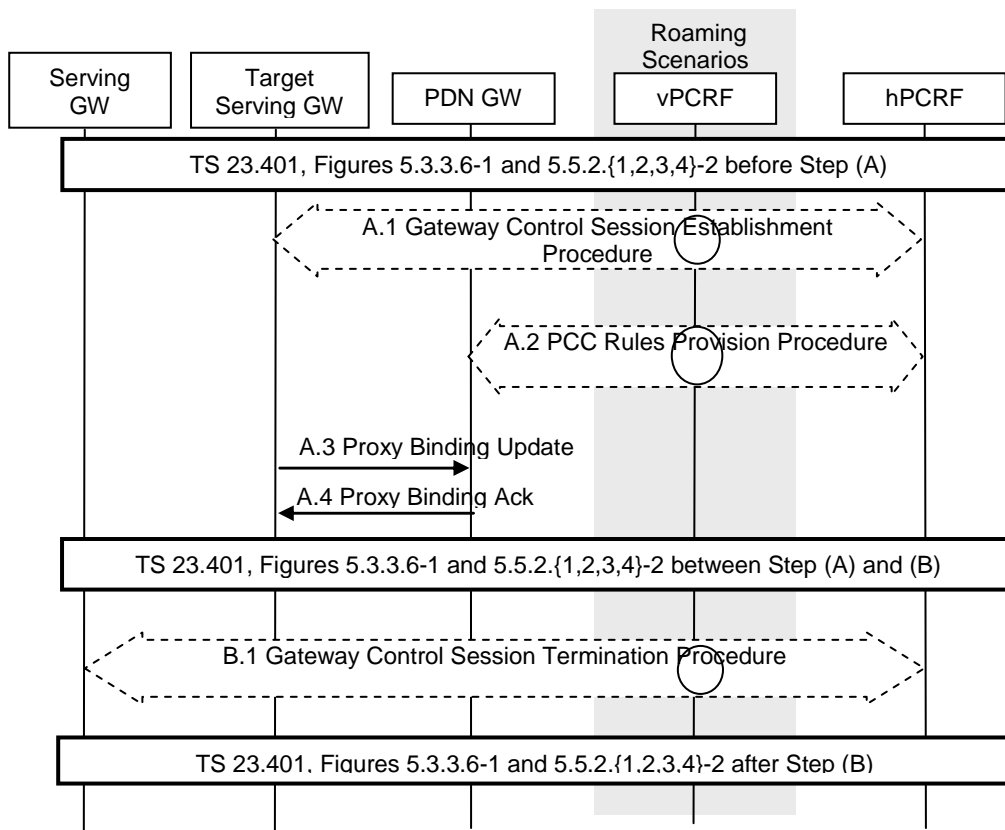 Roaming
Scenarios
Serving
GW
Target
Serving GW
PDN GW
vPCRF
hPCRF
TS 23.401, Figures 5.3.3.6-1 and 5.5.2.{1,2,3,4}-2 before Step (A)
A.1 Gateway Control Session Establishment
Procedure
A.2 PCC Rules Provision Procedure
A.3 Proxy Binding Update
A.4 Proxy Binding Ack
TS 23.401, Figures 5.3.3.6-1 and 5.5.2.{1,2,3,4}-2 between Step (A) and (B)
B.1 Gateway Control Session Termination Procedure
TS 23.401, Figures 5.3.3.6-1 and 5.5.2.{1,2,3,4}-2 after Step (B)